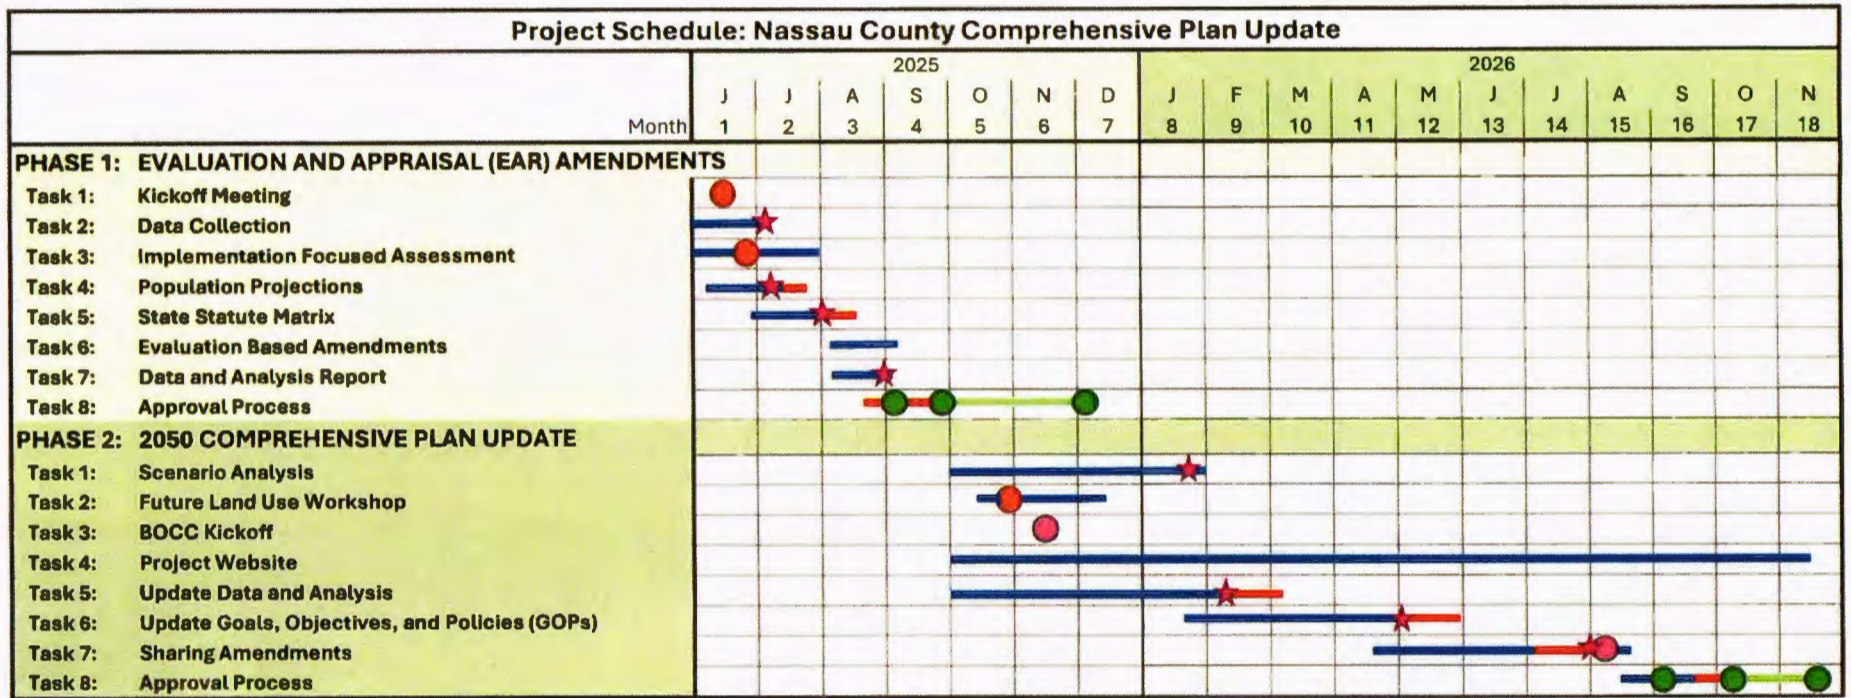 Project Schedule: Nassau County Comprehensive Plan Update
2025 2026
J J A S O N D J F M A M J J A S O N
Month 1 2 3 4 5 6 7 8 9 10 11 12 13 14 15 16 17 18
PHASE 1: EVALUATION AND APPRAISAL (EAR) AMENDMENTS
Task 1: Kickoff Meeting
Task 2: Data Collection
Task 3: Implementation Focused Assessment
Task 4: Population Projections
Task 5: State Statute Matrix
Task 6: Evaluation Based Amendments
Task 7: Data and Analysis Report
Task 8: Approval Process
PHASE 2: 2050 COMPREHENSIVE PLAN UPDATE
Task 1: Scenario Analysis
Task 2: Future Land Use Workshop
Task 3: BOCC Kickoff
Task 4: Project Website
Task 5: Update Data and Analysis
Task 6: Update Goals, Objectives, and Policies (GOPs)
Task 7: Sharing Amendments
Task 8: Approval Process